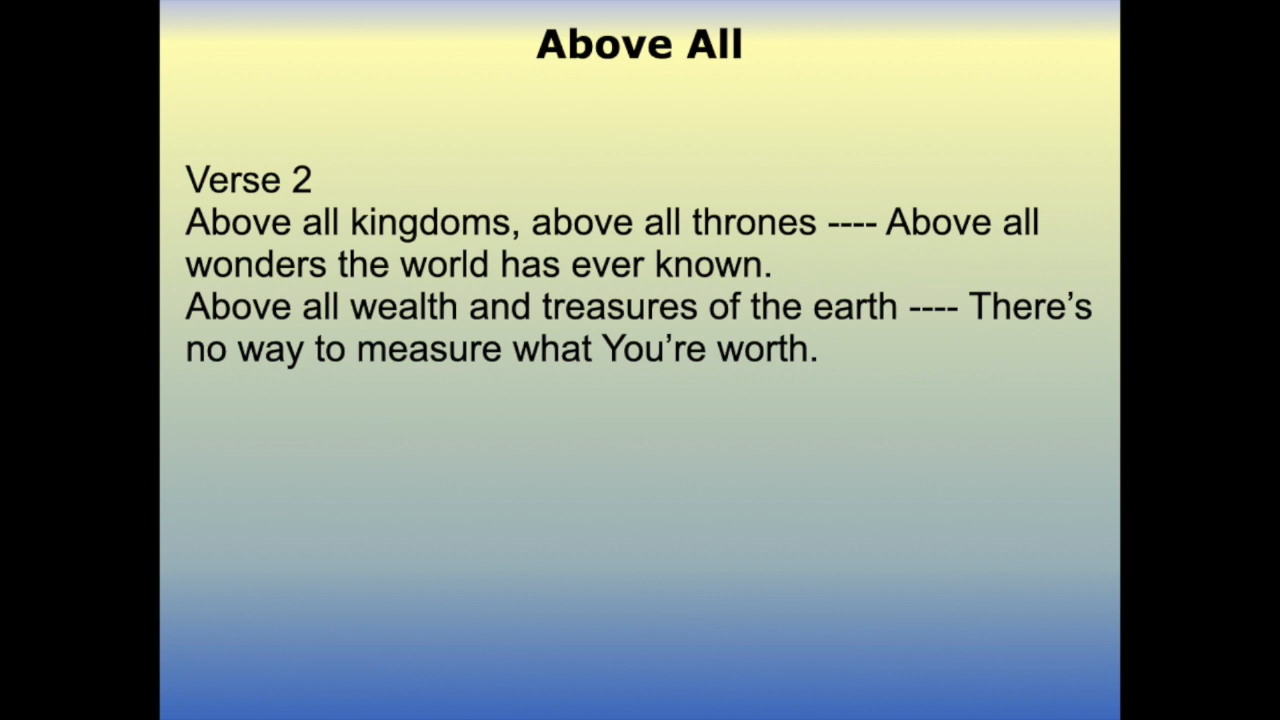 Above All
Verse 2
Above all kingdoms, above all thrones ---- Above all
wonders the world has ever known.
Above all wealth and treasures of the earth ---- There’s
no way to measure what You’re worth.